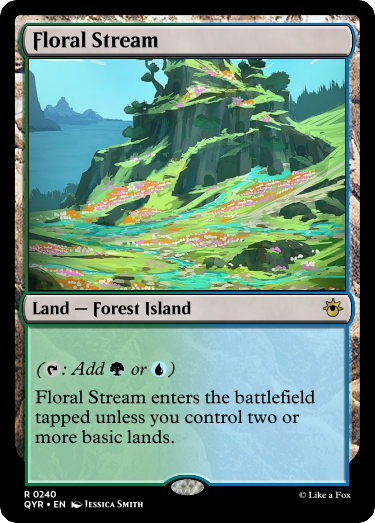 Floral Stream
Land — Forest Island
(: Add or )
Floral Stream enters the battlefield
tapped unless you control two or
more basic lands.
R 0240
QYR • EN Jessica Smith
© Like a Fox